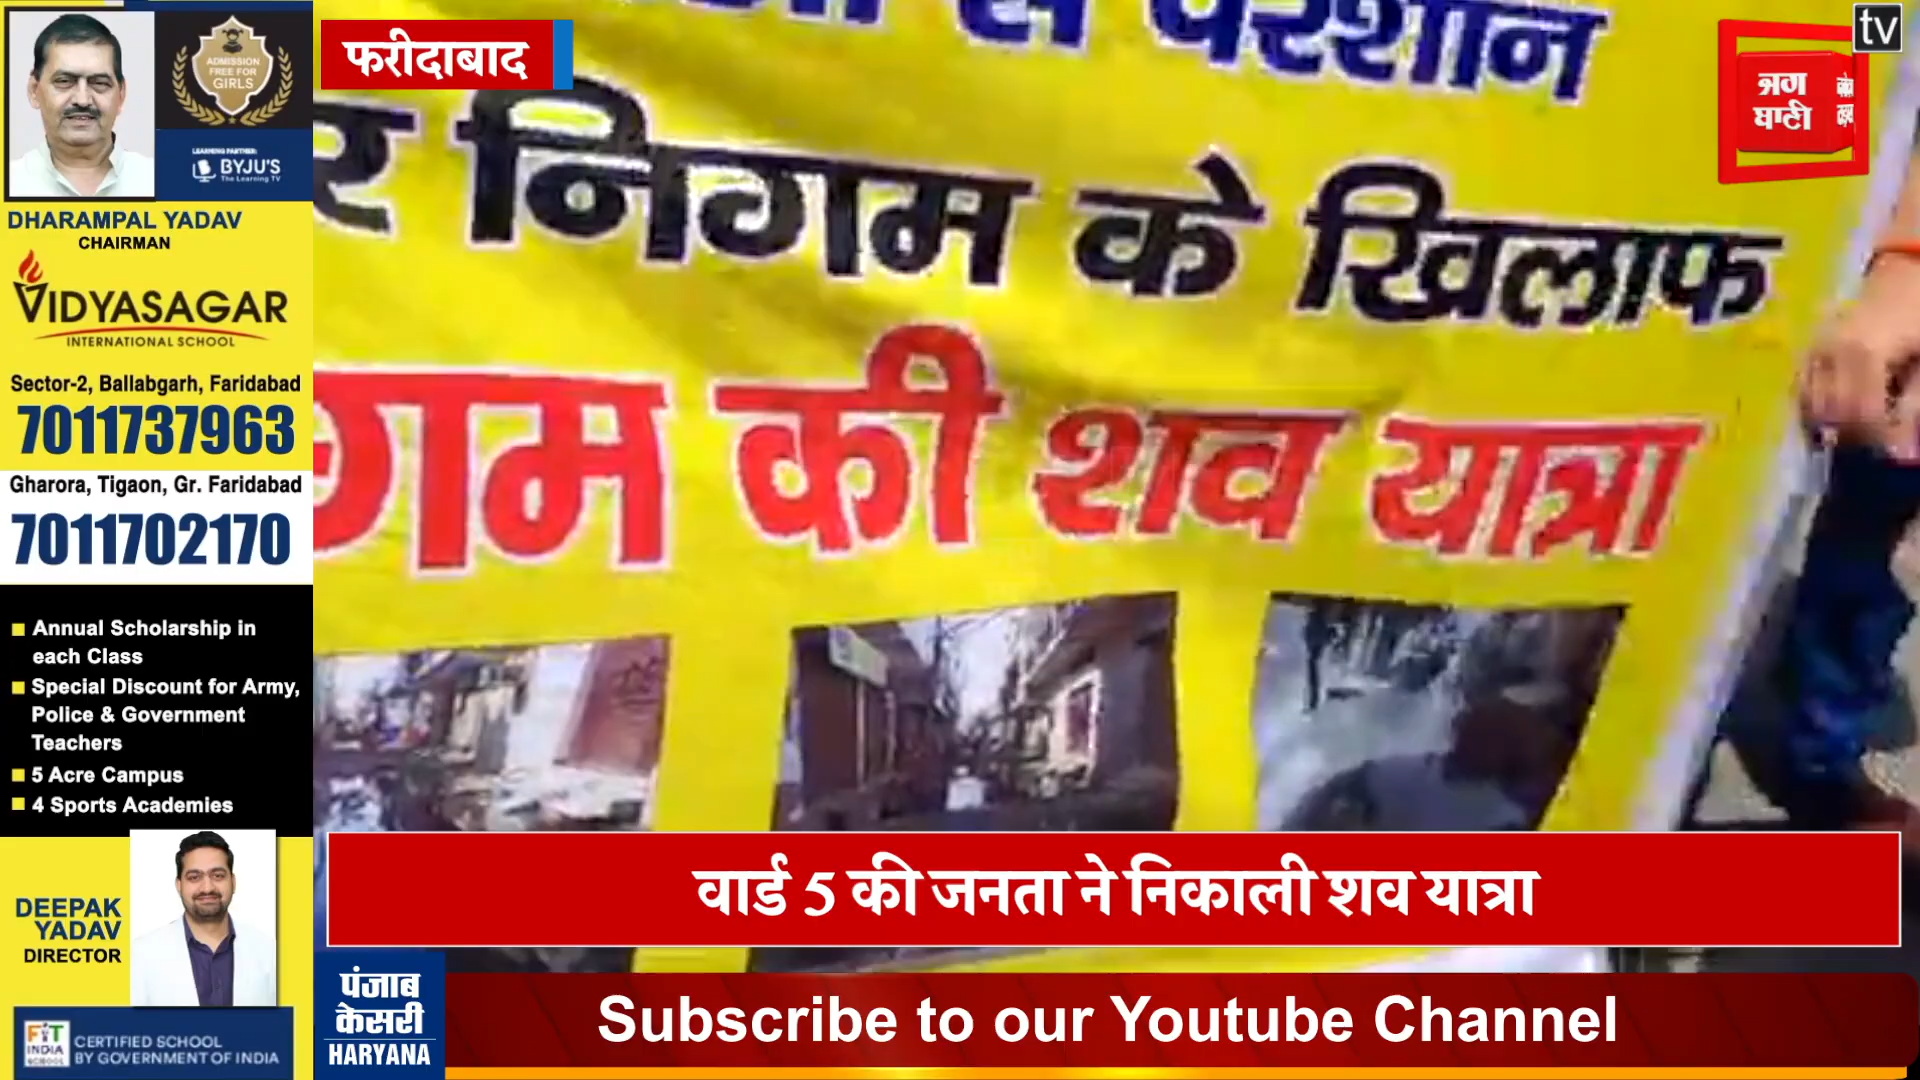 ADMISSION
FREE FOR
GIRLS
LEARNING PARTNER:
BYJU'S
The Learning TV
DHARAMPAL YADAV
CHAIRMAN
VIDYASAGAR
INTERNATIONAL SCHOOL
Sector-2, Ballabgarh, Faridabad
7011737963
Gharora, Tigaon, Gr. Faridabad
7011702170
Annual Scholarship in
each Class
Special Discount for Army,
Police & Government
Teachers
5 Acre Campus
4 Sports Academies
DEEPAK
YADAV
DIRECTOR
FIT
INDIA
SCHOOL
CERTIFIED SCHOOL
BY GOVERNMENT OF INDIA
फरीदाबाद
tv
से परेशान
र निगम के खिलाफ
गम की शव यात्रा
वार्ड 5 की जनता ने निकाली शव यात्रा
पंजाब
केसरी
HARYANA
Subscribe to our Youtube Channel